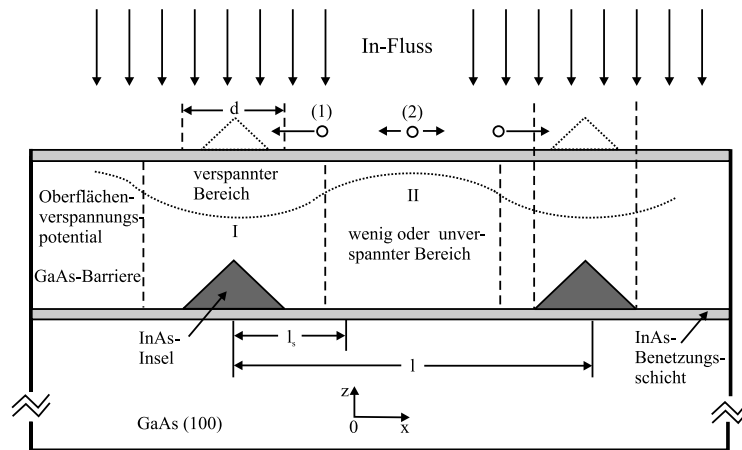 In-Fluss
d
(1)
(2)
verspannter
Bereich
Oberflächen-
verspannungs-
potential
I
II
wenig oder unver-
spannter Bereich
GaAs-Barriere
InAs-
Insel
l_s
l
InAs-
Benetzungs-
schicht
z
0
x
GaAs (100)